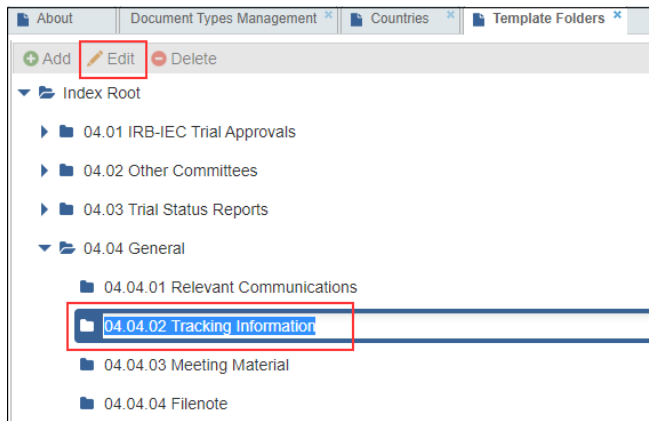 About Document Types Management × Countries × Template Folders ×
Add Edit Delete
Index Root
04.01 IRB-IEC Trial Approvals
04.02 Other Committees
04.03 Trial Status Reports
04.04 General
04.04.01 Relevant Communications
04.04.02 Tracking Information
04.04.03 Meeting Material
04.04.04 Filenote